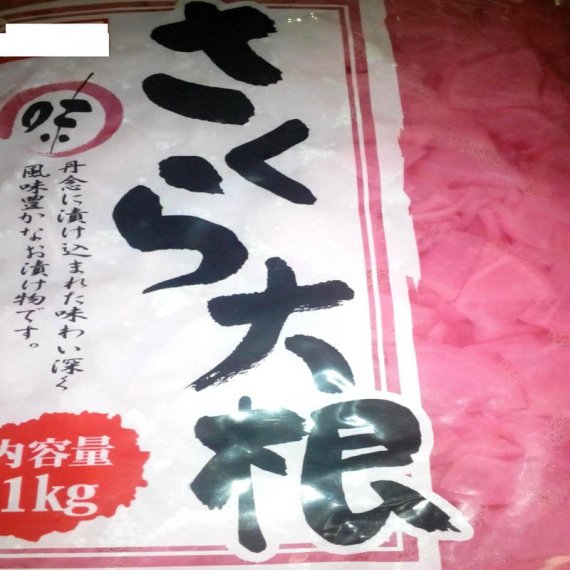 さくら大根
味
丹念に漬け込まれた味わい深く
風味豊かなお漬け物です。
内容量
1kg